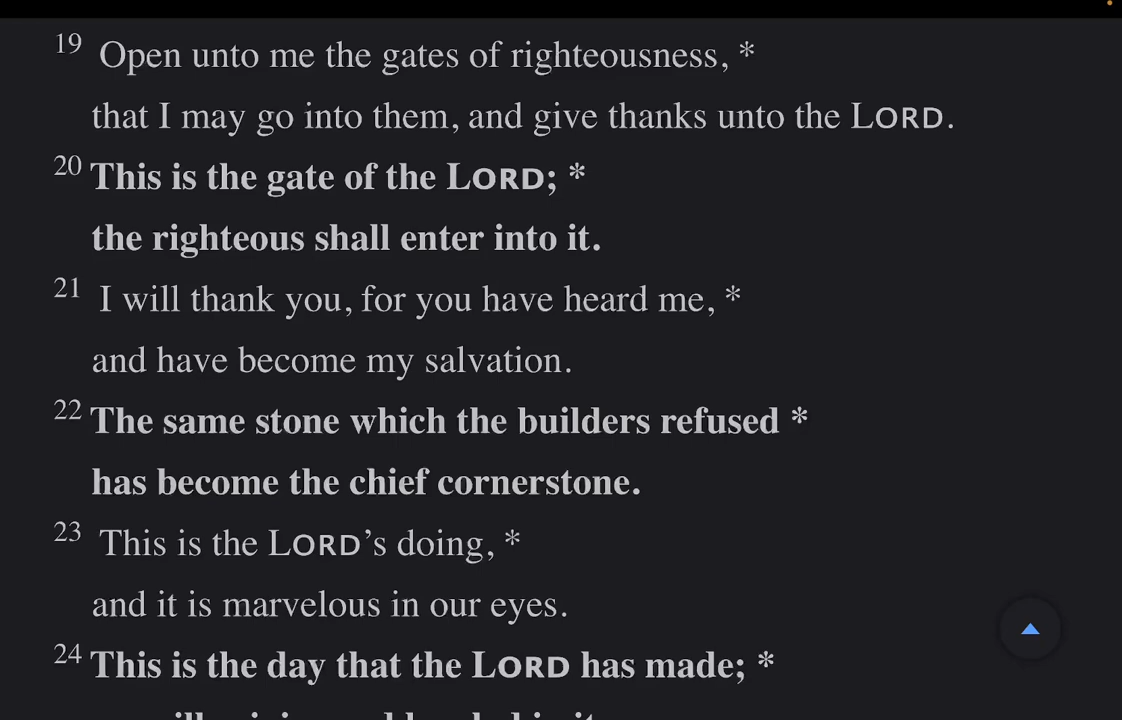 19 Open unto me the gates of righteousness, *
that I may go into them, and give thanks unto the LORD.
20 This is the gate of the LORD; *
the righteous shall enter into it.
21 I will thank you, for you have heard me, *
and have become my salvation.
22 The same stone which the builders refused *
has become the chief cornerstone.
23 This is the LORD’s doing, *
and it is marvelous in our eyes.
24 This is the day that the LORD has made; *